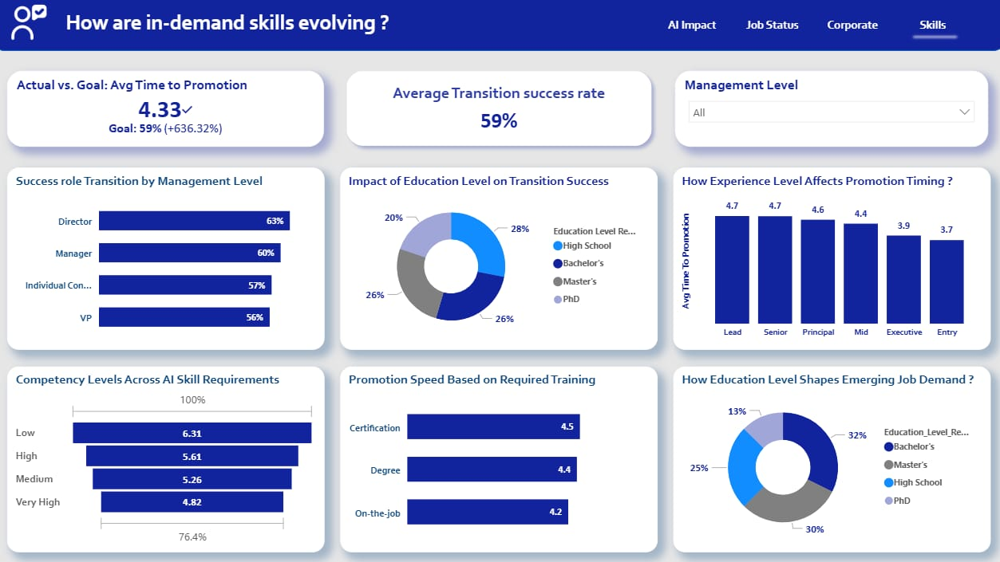 How are in-demand skills evolving ?
AI Impact
Job Status
Corporate
Skills
Actual vs. Goal: Avg Time to Promotion
4.33
Goal: 59% (+636.32%)
Average Transition success rate
59%
Management Level
All
Success role Transition by Management Level
Director
63%
Manager
60%
Individual Con...
57%
VP
56%
Impact of Education Level on Transition Success
20%
28%
26%
26%
Education Level Re...
High School
Bachelor's
Master's
PhD
How Experience Level Affects Promotion Timing ?
Avg Time To Promotion
4.7
4.7
4.6
4.4
3.9
3.7
Lead
Senior
Principal
Mid
Executive
Entry
Competency Levels Across AI Skill Requirements
100%
Low
6.31
High
5.61
Medium
5.26
Very High
4.82
76.4%
Promotion Speed Based on Required Training
Certification
4.5
Degree
4.4
On-the-job
4.2
How Education Level Shapes Emerging Job Demand ?
13%
32%
25%
30%
Education_Level_Re...
Bachelor's
Master's
High School
PhD